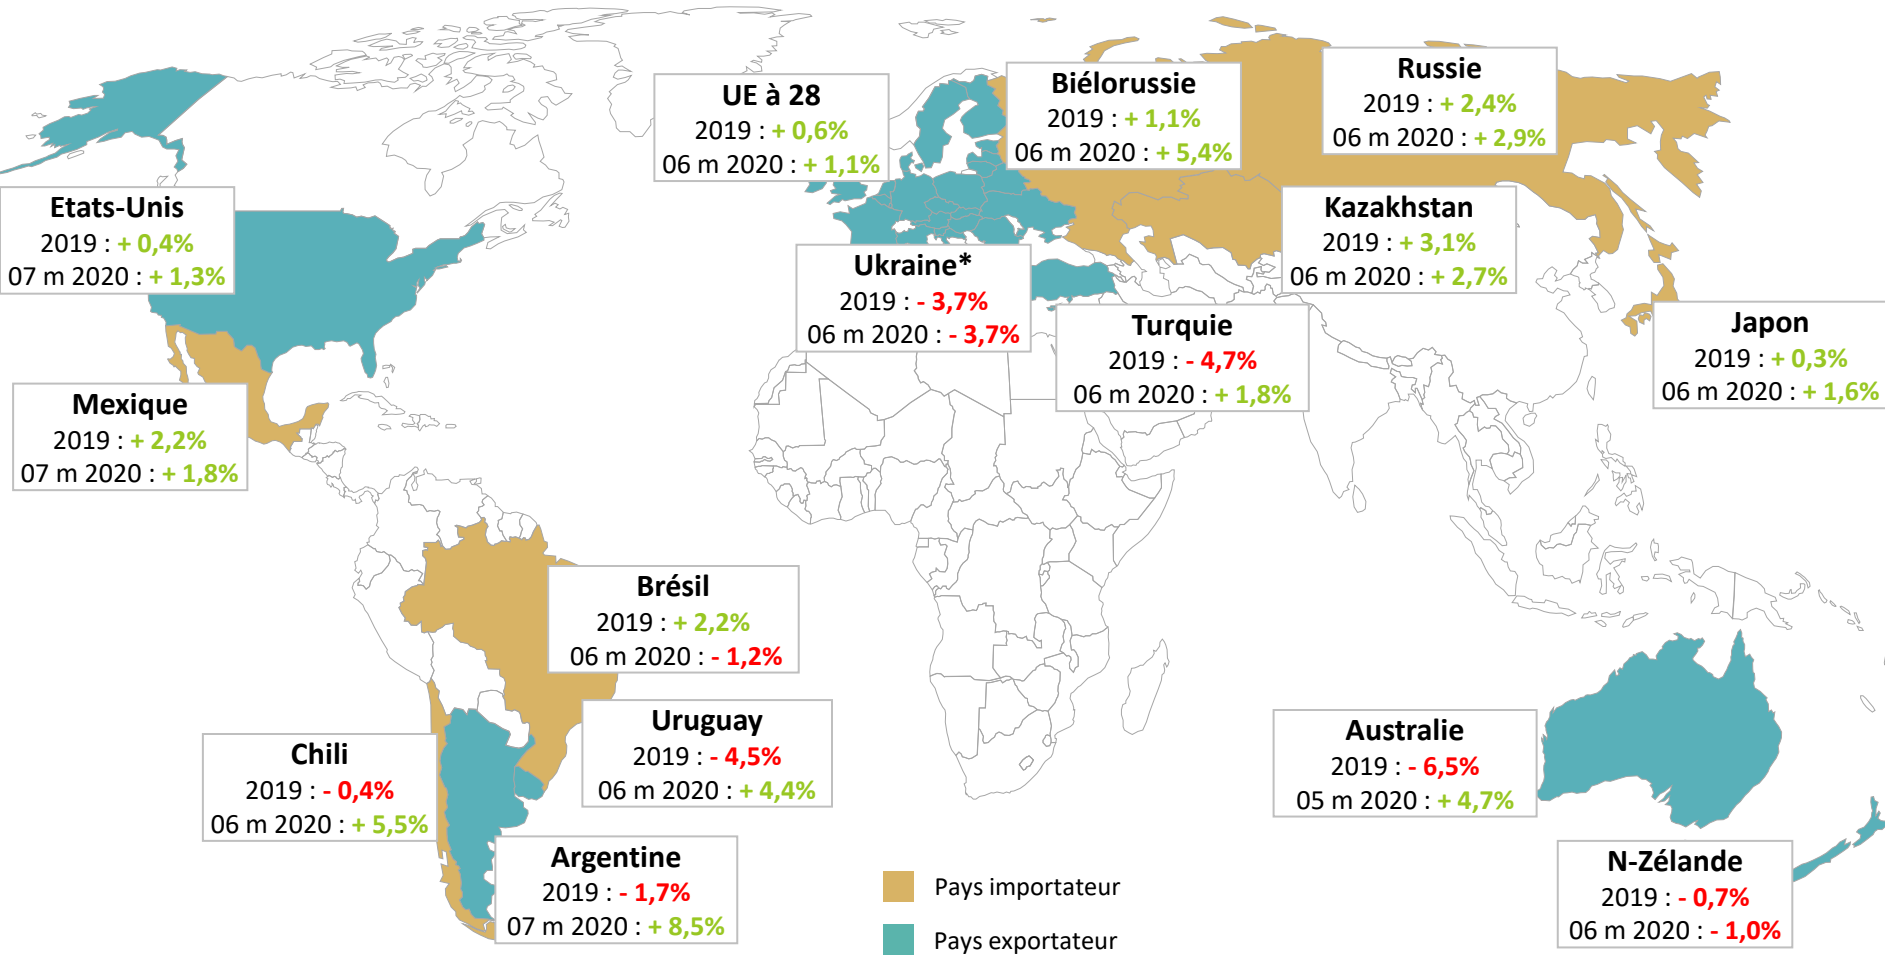 UE à 28
2019 : + 0,6%
06 m 2020 : + 1,1%
Biélorussie
2019 : + 1,1%
06 m 2020 : + 5,4%
Russie
2019 : + 2,4%
06 m 2020 : + 2,9%
Etats-Unis
2019 : + 0,4%
07 m 2020 : + 1,3%
Kazakhstan
2019 : + 3,1%
06 m 2020 : + 2,7%
Ukraine*
2019 : - 3,7%
06 m 2020 : - 3,7%
Turquie
2019 : - 4,7%
06 m 2020 : + 1,8%
Japon
2019 : + 0,3%
06 m 2020 : + 1,6%
Mexique
2019 : + 2,2%
07 m 2020 : + 1,8%
Brésil
2019 : + 2,2%
06 m 2020 : - 1,2%
Uruguay
2019 : - 4,5%
06 m 2020 : + 4,4%
Chili
2019 : - 0,4%
06 m 2020 : + 5,5%
Australie
2019 : - 6,5%
05 m 2020 : + 4,7%
Argentine
2019 : - 1,7%
07 m 2020 : + 8,5%
N-Zélande
2019 : - 0,7%
06 m 2020 : - 1,0%
Pays importateur
Pays exportateur